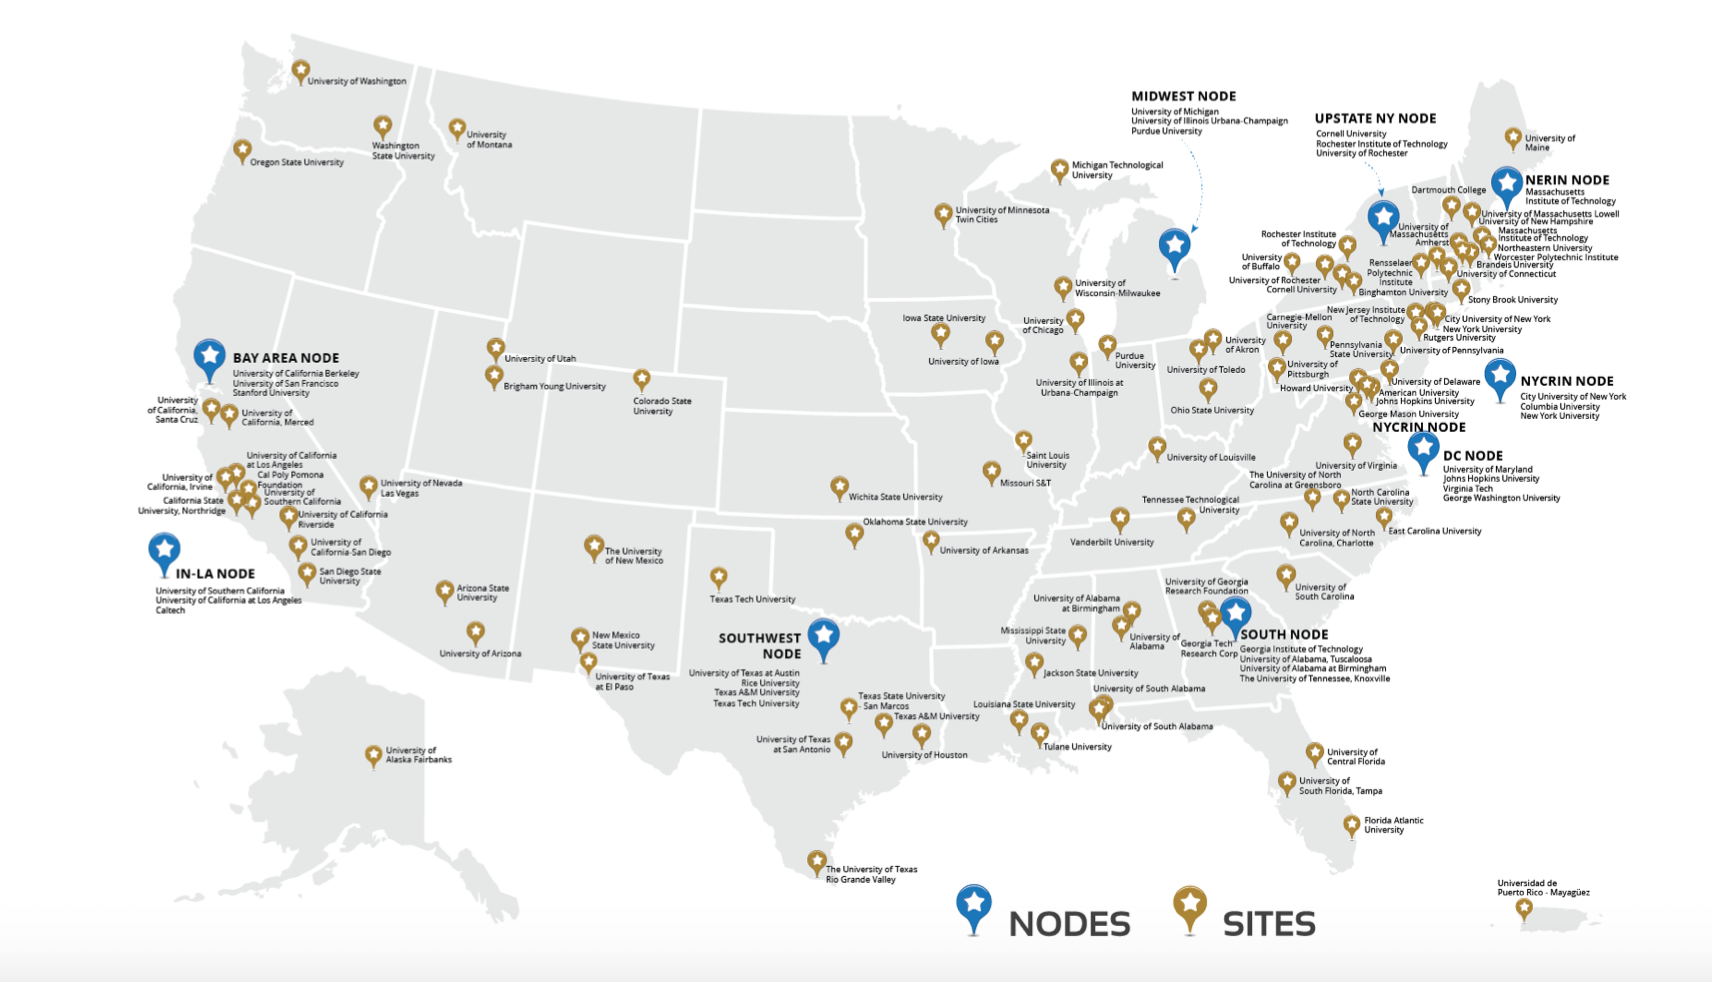 University of Washington
Washington
State University
University
of Montana
Oregon State University
MIDWEST NODE
University of Michigan
University of Illinois Urbana-Champaign
Purdue University
UPSTATE NY NODE
Cornell University
Rochester Institute of Technology
University of Rochester
University of
Maine
Michigan Technological
University
NERIN NODE
Massachusetts
Institute of Technology
Dartmouth College
University of Minnesota
Twin Cities
University of Massachusetts Lowell
University of New Hampshire
University of
Massachusetts
Amherst
Massachusetts
Institute of Technology
Northeastern University
Worcester Polytechnic Institute
Brandeis University
University of Connecticut
Rochester Institute
of Technology
University
of Buffalo
University of Rochester
Cornell University
Rensselaer
Polytechnic
Institute
Binghamton University
Stony Brook University
University of
Wisconsin-Milwaukee
University
of Chicago
Iowa State University
University of Iowa
Purdue
University
University of Illinois at
Urbana-Champaign
University
of Akron
University of Toledo
Ohio State University
Carnegie-Mellon
University
New Jersey Institute
of Technology
City University of New York
New York University
Rutgers University
Pennsylvania
State University
University of Pennsylvania
University of
Pittsburgh
Howard University
University of Delaware
American University
Johns Hopkins University
George Mason University
NYCRIN NODE
City University of New York
Columbia University
New York University
NYCRIN NODE
DC NODE
University of Maryland
Johns Hopkins University
Virginia Tech
George Washington University
BAY AREA NODE
University of California Berkeley
University of San Francisco
Stanford University
University of Utah
Brigham Young University
Colorado State
University
University
of California,
Santa Cruz
University of
California, Merced
University of California
at Los Angeles
Cal Poly Pomona
Foundation
University of
California, Irvine
University of
Southern California
California State
University, Northridge
University of California
Riverside
University of Nevada
Las Vegas
University of
California-San Diego
San Diego State
University
IN-LA NODE
University of Southern California
University of California at Los Angeles
Caltech
Arizona State
University
University of Arizona
The University
of New Mexico
New Mexico
State University
University of Texas
at El Paso
Texas Tech University
Wichita State University
Oklahoma State University
University of Arkansas
Saint Louis
University
Missouri S&T
University of Louisville
University of Virginia
The University of North
Carolina at Greensboro
North Carolina
State University
Tennessee Technological
University
Vanderbilt University
University of North
Carolina, Charlotte
East Carolina University
University of
South Carolina
University of Georgia
Research Foundation
University of Alabama
at Birmingham
Mississippi State
University
University of
Alabama
Georgia Tech
Research Corp
SOUTH NODE
Georgia Institute of Technology
University of Alabama, Tuscaloosa
University of Alabama at Birmingham
The University of Tennessee, Knoxville
Jackson State University
SOUTHWEST
NODE
University of Texas at Austin
Rice University
Texas A&M University
Texas Tech University
Texas State University
- San Marcos
Texas A&M University
University of Texas
at San Antonio
University of Houston
Louisiana State University
Tulane University
University of South Alabama
University of South Alabama
University of
Central Florida
University of
South Florida, Tampa
Florida Atlantic
University
University of
Alaska Fairbanks
The University of Texas
Rio Grande Valley
Universidad de
Puerto Rico - Mayagüez
NODES
SITES